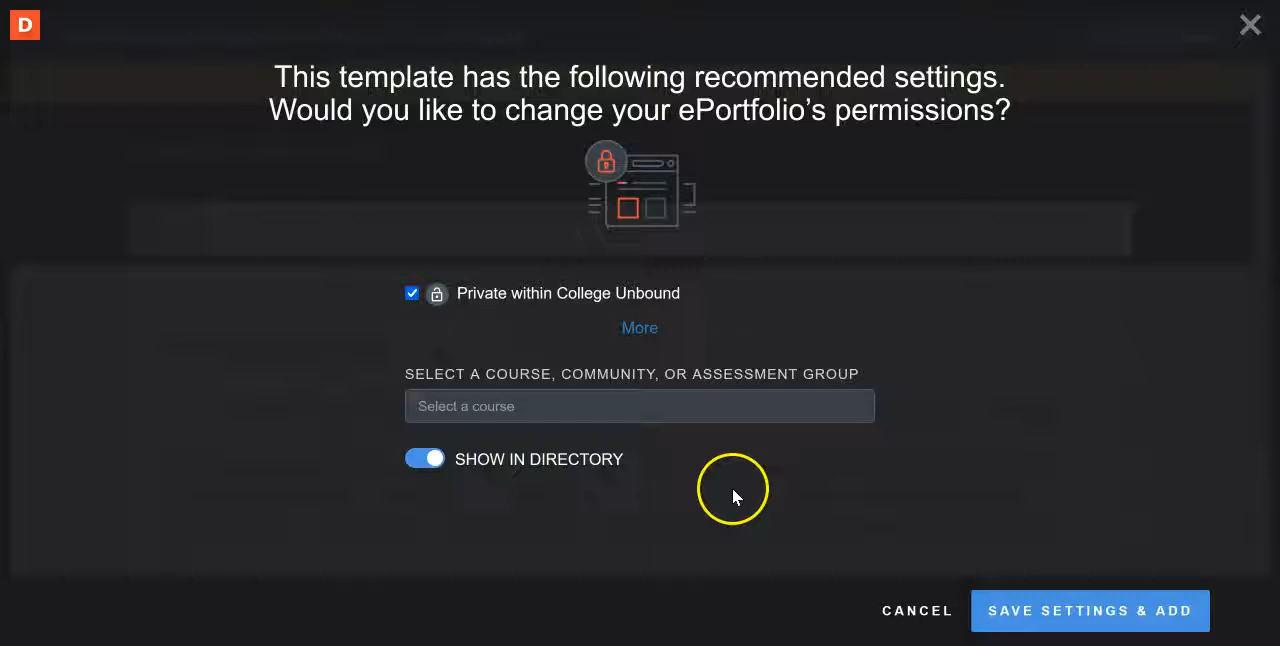 D
This template has the following recommended settings.
Would you like to change your ePortfolio's permissions?
Private within College Unbound
More
SELECT A COURSE, COMMUNITY, OR ASSESSMENT GROUP
Select a course
SHOW IN DIRECTORY
CANCEL
SAVE SETTINGS & ADD